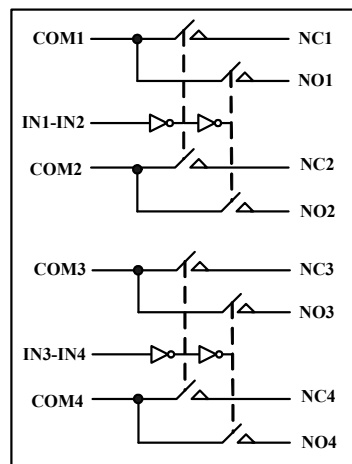 COM1 NC1
NO1
IN1-IN2
COM2 NC2
NO2
COM3 NC3
NO3
IN3-IN4
COM4 NC4
NO4